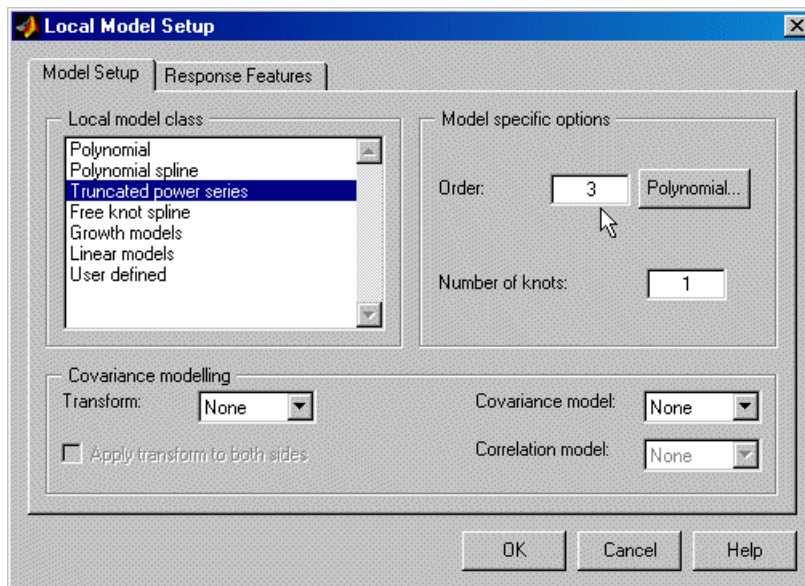 Local Model Setup
Model Setup
Response Features
Local model class
Polynomial
Polynomial spline
Truncated power series
Free knot spline
Growth models
Linear models
User defined
Model specific options
Order:
3
Polynomial...
Number of knots:
1
Covariance modelling
Transform:
None
Apply transform to both sides
Covariance model:
None
Correlation model:
None
OK
Cancel
Help